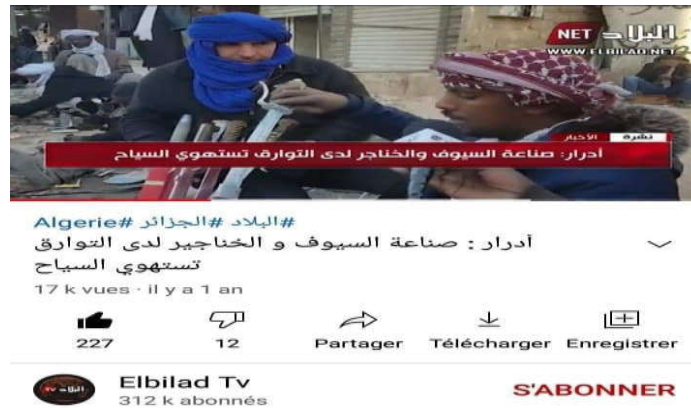 NET البلاد
WWW.ELBILAD.NET
نشرة الأخبار
أدرار: صناعة السيوف والخناجر لدى التوارق تستهوي السياح
#البلاد #الجزائر #Algerie
أدرار : صناعة السيوف و الخناجير لدى التوارق
تستهوي السياح
17 k vues · il y a 1 an
227
12
Partager
Télécharger
Enregistrer
Elbilad Tv
312 k abonnés
S'ABONNER